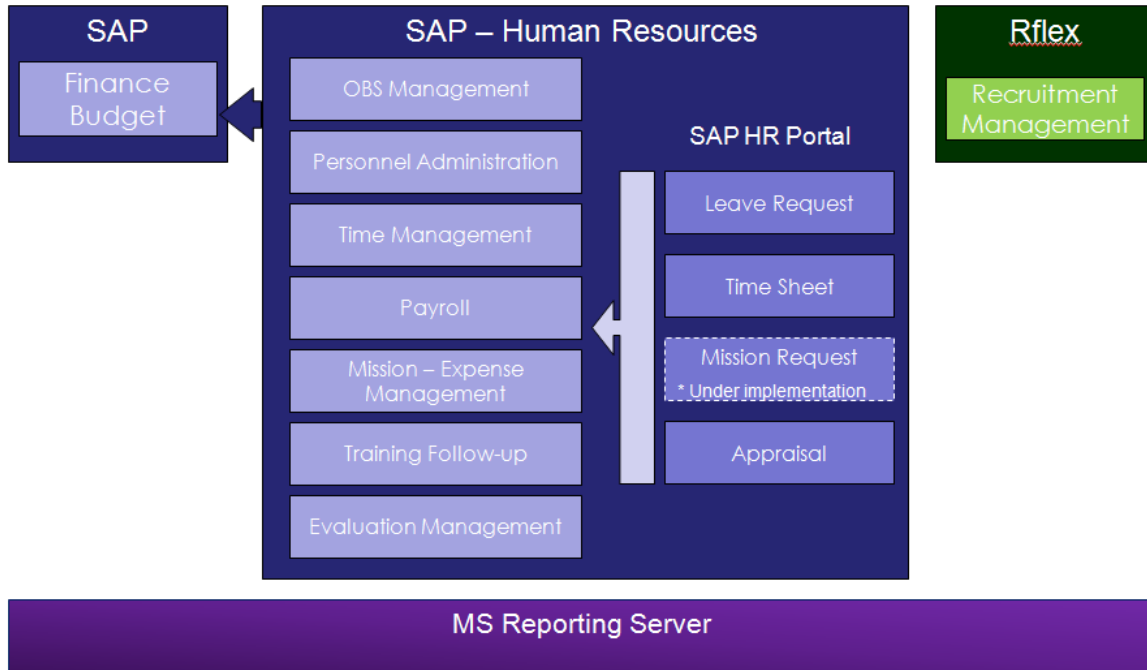 SAP
Finance
Budget
SAP – Human Resources
OBS Management
Personnel Administration
Time Management
Payroll
Mission – Expense
Management
Training Follow-up
Evaluation Management
SAP HR Portal
Leave Request
Time Sheet
Mission Request
* Under implementation
Appraisal
Rflex
Recruitment
Management
MS Reporting Server